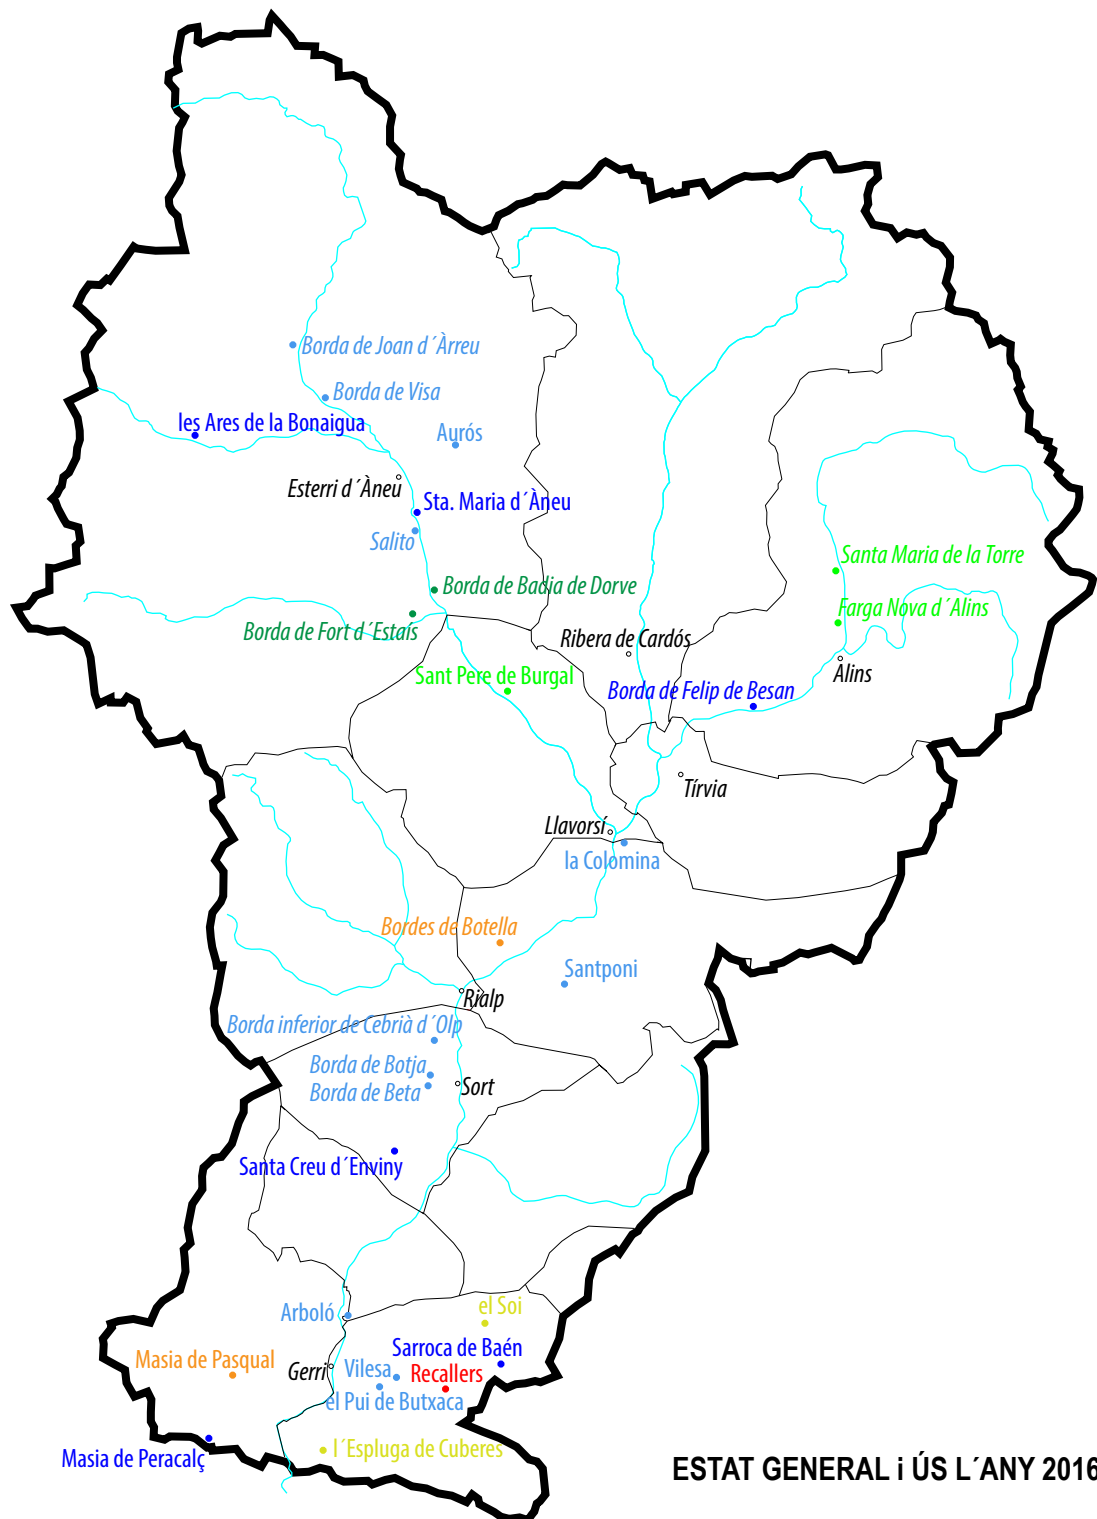 Borda de Joan d´Àrreu
Borda de Visa
les Ares de la Bonaigua
Aurós
Esterri d´Àneu
Sta. Maria d´Àneu
Salito
Santa Maria de la Torre
Borda de Badia de Dorve
Farga Nova d´Alins
Borda de Fort d´Estaís
Ribera de Cardós
Àlins
Sant Pere de Burgal
Borda de Felip de Besan
Tírvia
Llavorsí
la Colomina
Bordes de Botella
Santponi
Rialp
Borda inferior de Cebrià d´Olp
Borda de Botja
Sort
Borda de Beta
Santa Creu d´Enviny
Arboló
el Soi
Sarroca de Baén
Masia de Pasqual
Gerri
Vilesa
Recallers
el Pui de Butxaca
Masia de Peracalç
l´Espluga de Cuberes
ESTAT GENERAL i ÚS L´ANY 2016